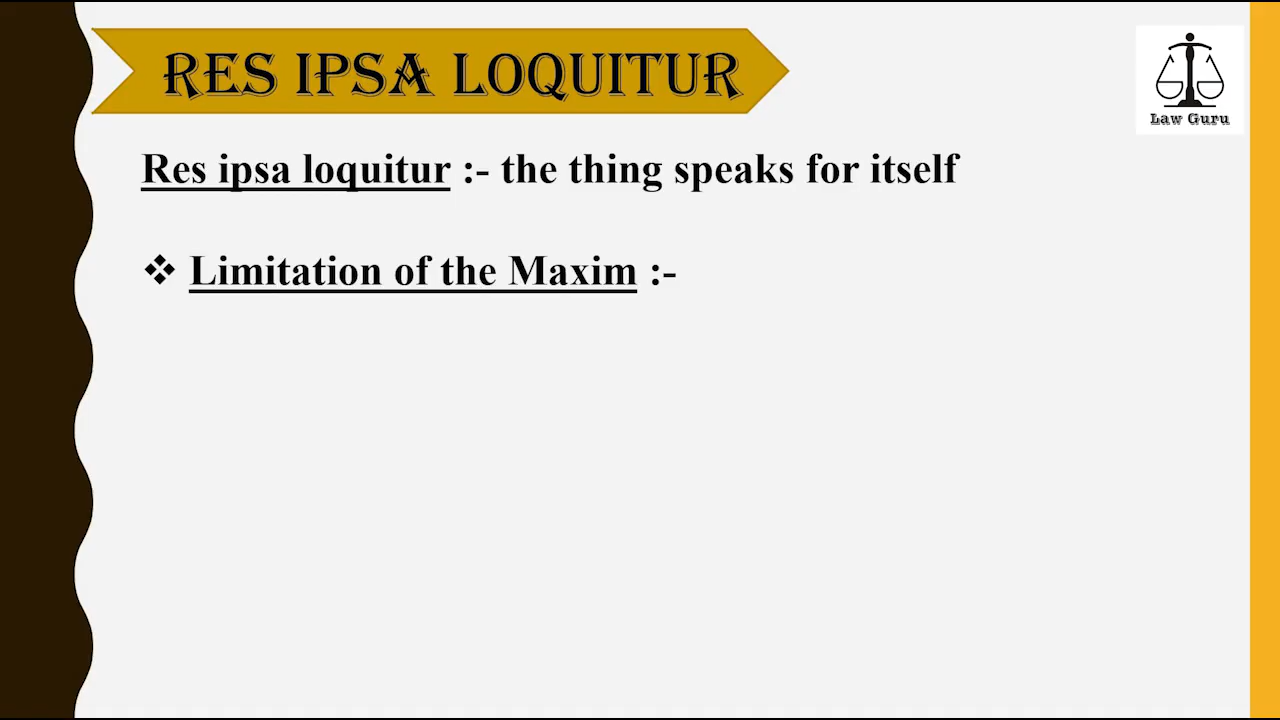 RES IPSA LOQUITUR
Law Guru
Res ipsa loquitur :- the thing speaks for itself
❖ Limitation of the Maxim :-